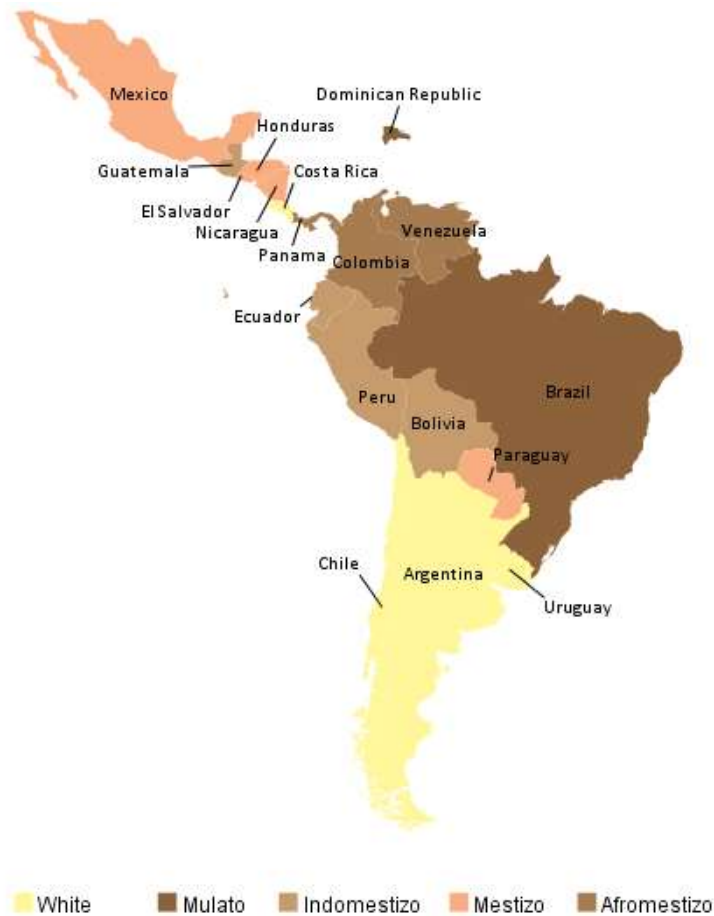 Mexico
Dominican Republic
Honduras
Guatemala
Costa Rica
El Salvador
Nicaragua
Panama
Venezuela
Colombia
Ecuador
Peru
Brazil
Bolivia
Paraguay
Chile
Argentina
Uruguay
White Mulato Indomestizo Mestizo Afromestizo